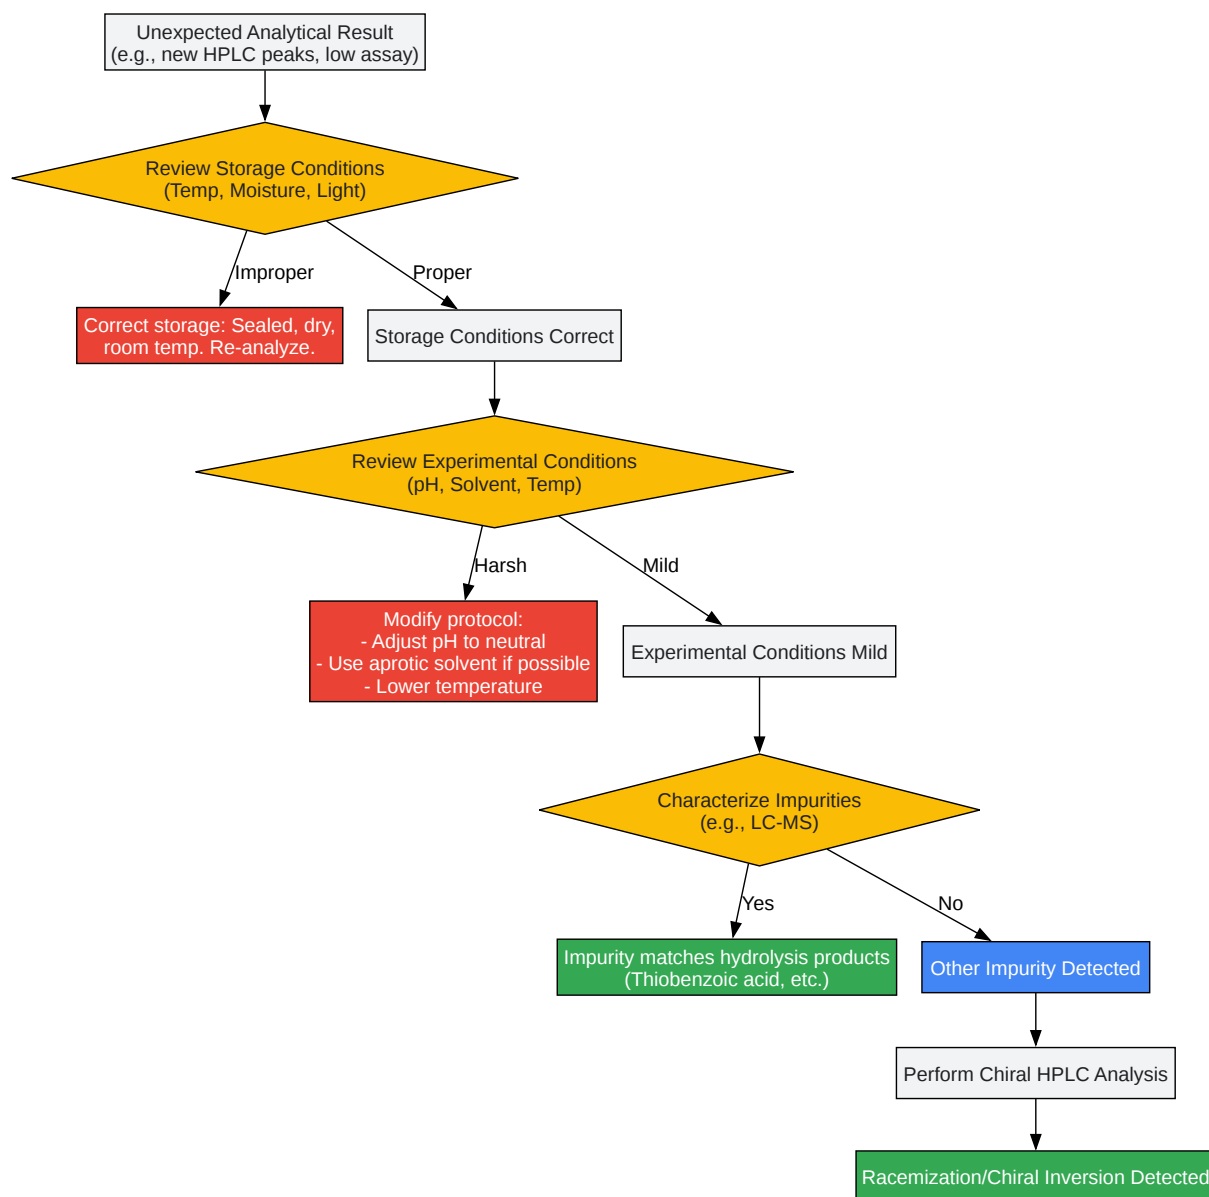 Unexpected Analytical Result
(e.g., new HPLC peaks, low assay)
Review Storage Conditions
(Temp, Moisture, Light)
Improper
Proper
Correct storage: Sealed, dry,
room temp. Re-analyze.
Storage Conditions Correct
Review Experimental Conditions
(pH, Solvent, Temp)
Harsh
Mild
Modify protocol:
- Adjust pH to neutral
- Use aprotic solvent if possible
- Lower temperature
Experimental Conditions Mild
Characterize Impurities
(e.g., LC-MS)
Yes
No
Impurity matches hydrolysis products
(Thiobenzoic acid, etc.)
Other Impurity Detected
Perform Chiral HPLC Analysis
Racemization/Chiral Inversion Detected